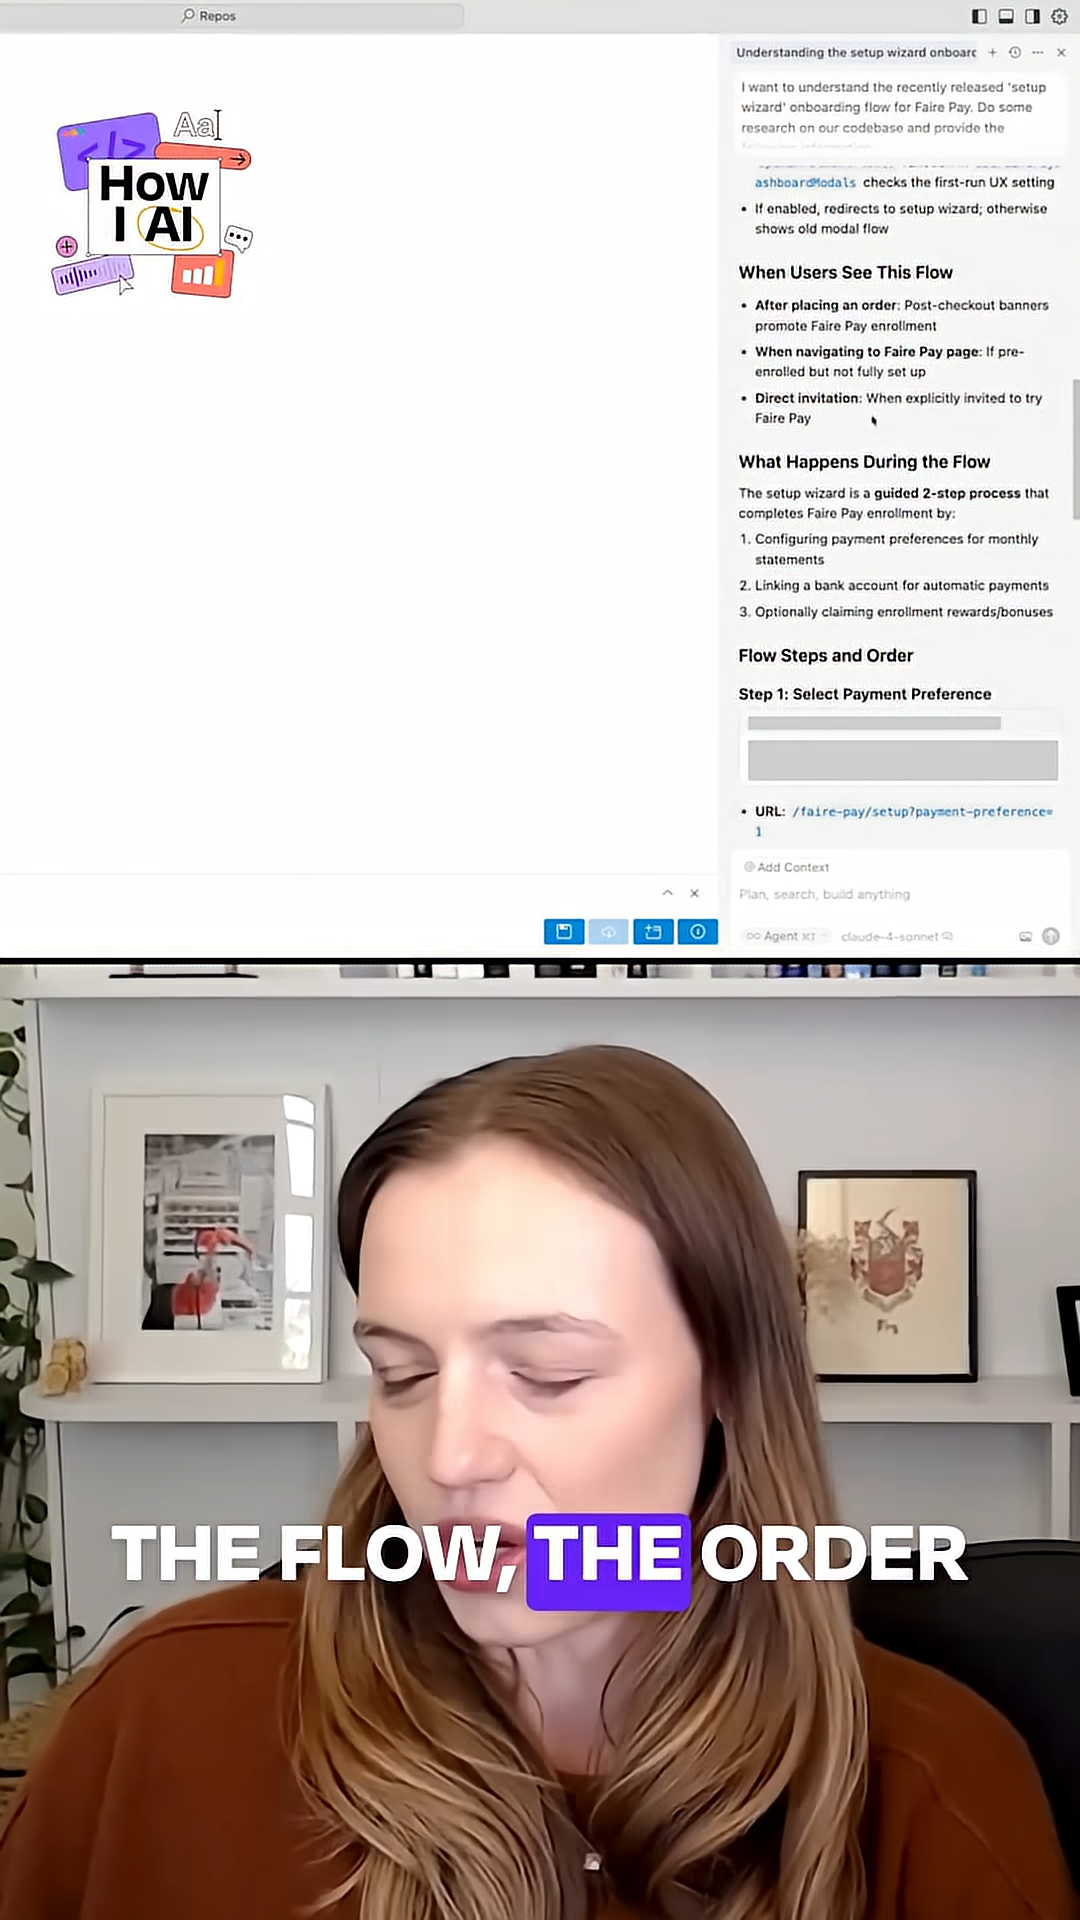 Repos
Understanding the setup wizard onboarc
I want to understand the recently released 'setup
wizard' onboarding flow for Faire Pay. Do some
research on our codebase and provide the
Aa
How
I AI
ashboardModals checks the first-run UX setting
• If enabled, redirects to setup wizard; otherwise
shows old modal flow
When Users See This Flow
• After placing an order: Post-checkout banners
promote Faire Pay enrollment
• When navigating to Faire Pay page: If pre-
enrolled but not fully set up
• Direct invitation: When explicitly invited to try
Faire Pay
What Happens During the Flow
The setup wizard is a guided 2-step process that
completes Faire Pay enrollment by:
1. Configuring payment preferences for monthly
statements
2. Linking a bank account for automatic payments
3. Optionally claiming enrollment rewards/bonuses
Flow Steps and Order
Step 1: Select Payment Preference
• URL: /faire-pay/setup?payment-preference=
1
@ Add Context
Plan, search, build anything
∞ Agent ⌘I
claude-4-sonnet
THE FLOW, THE ORDER